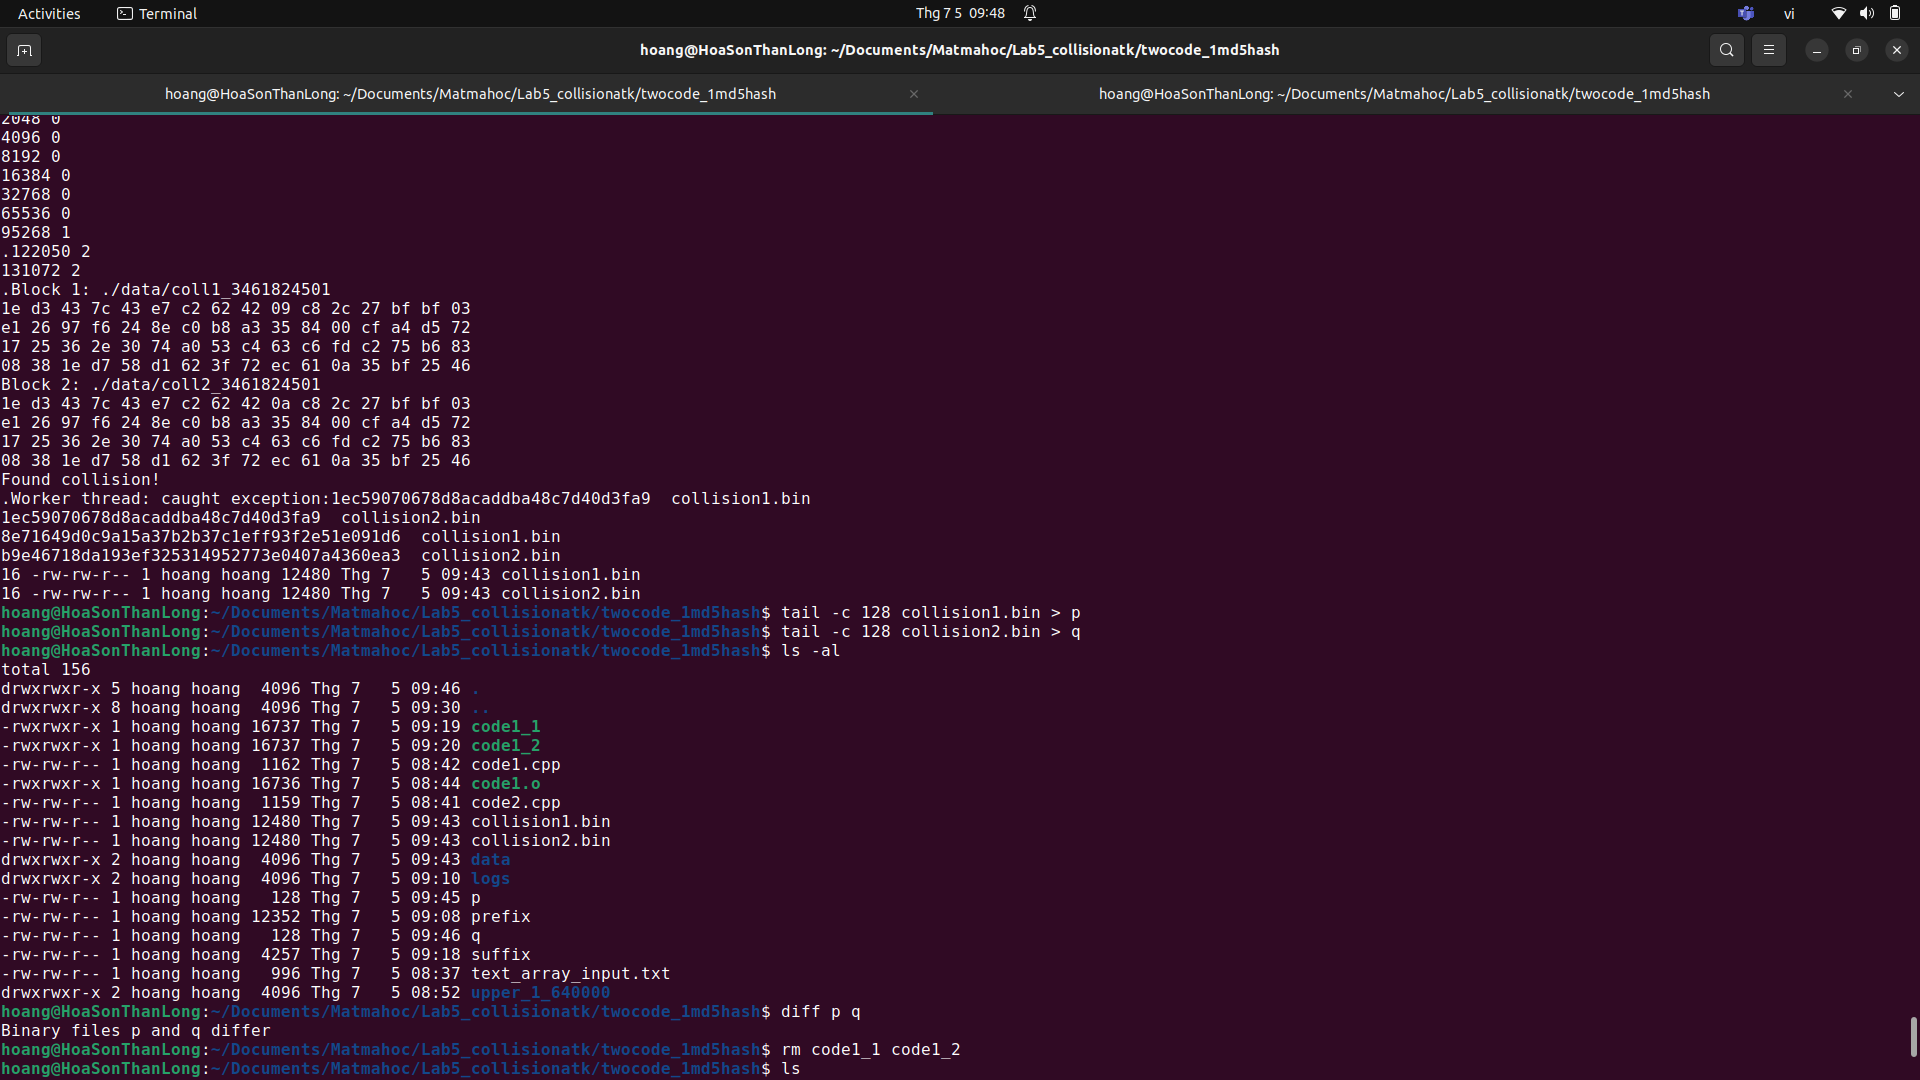 Activities Terminal Thg 7 5 09:48 vi
hoang@HoaSonThanLong: ~/Documents/Matmahoc/Lab5_collisionatk/twocode_1md5hash
hoang@HoaSonThanLong: ~/Documents/Matmahoc/Lab5_collisionatk/twocode_1md5hash hoang@HoaSonThanLong: ~/Documents/Matmahoc/Lab5_collisionatk/twocode_1md5hash
2048 0
4096 0
8192 0
16384 0
32768 0
65536 0
95268 1
.122050 2
131072 2
.Block 1: ./data/coll1_3461824501
1e d3 43 7c 43 e7 c2 62 42 09 c8 2c 27 bf bf 03
e1 26 97 f6 24 8e c0 b8 a3 35 84 00 cf a4 d5 72
17 25 36 2e 30 74 a0 53 c4 63 c6 fd c2 75 b6 83
08 38 1e d7 58 d1 62 3f 72 ec 61 0a 35 bf 25 46
Block 2: ./data/coll2_3461824501
1e d3 43 7c 43 e7 c2 62 42 0a c8 2c 27 bf bf 03
e1 26 97 f6 24 8e c0 b8 a3 35 84 00 cf a4 d5 72
17 25 36 2e 30 74 a0 53 c4 63 c6 fd c2 75 b6 83
08 38 1e d7 58 d1 62 3f 72 ec 61 0a 35 bf 25 46
Found collision!
.Worker thread: caught exception:1ec59070678d8acaddba48c7d40d3fa9  collision1.bin
1ec59070678d8acaddba48c7d40d3fa9  collision2.bin
8e71649d0c9a15a37b2b37c1eff93f2e51e091d6  collision1.bin
b9e46718da193ef325314952773e0407a4360ea3  collision2.bin
16 -rw-rw-r-- 1 hoang hoang 12480 Thg 7   5 09:43 collision1.bin
16 -rw-rw-r-- 1 hoang hoang 12480 Thg 7   5 09:43 collision2.bin
hoang@HoaSonThanLong:~/Documents/Matmahoc/Lab5_collisionatk/twocode_1md5hash$ tail -c 128 collision1.bin > p
hoang@HoaSonThanLong:~/Documents/Matmahoc/Lab5_collisionatk/twocode_1md5hash$ tail -c 128 collision2.bin > q
hoang@HoaSonThanLong:~/Documents/Matmahoc/Lab5_collisionatk/twocode_1md5hash$ ls -al
total 156
drwxrwxr-x 5 hoang hoang  4096 Thg 7   5 09:46 .
drwxrwxr-x 8 hoang hoang  4096 Thg 7   5 09:30 ..
-rwxrwxr-x 1 hoang hoang 16737 Thg 7   5 09:19 code1_1
-rwxrwxr-x 1 hoang hoang 16737 Thg 7   5 09:20 code1_2
-rw-rw-r-- 1 hoang hoang  1162 Thg 7   5 08:42 code1.cpp
-rwxrwxr-x 1 hoang hoang 16736 Thg 7   5 08:44 code1.o
-rw-rw-r-- 1 hoang hoang  1159 Thg 7   5 08:41 code2.cpp
-rw-rw-r-- 1 hoang hoang 12480 Thg 7   5 09:43 collision1.bin
-rw-rw-r-- 1 hoang hoang 12480 Thg 7   5 09:43 collision2.bin
drwxrwxr-x 2 hoang hoang  4096 Thg 7   5 09:43 data
drwxrwxr-x 2 hoang hoang  4096 Thg 7   5 09:10 logs
-rw-rw-r-- 1 hoang hoang   128 Thg 7   5 09:45 p
-rw-rw-r-- 1 hoang hoang 12352 Thg 7   5 09:08 prefix
-rw-rw-r-- 1 hoang hoang   128 Thg 7   5 09:46 q
-rw-rw-r-- 1 hoang hoang  4257 Thg 7   5 09:18 suffix
-rw-rw-r-- 1 hoang hoang   996 Thg 7   5 08:37 text_array_input.txt
drwxrwxr-x 2 hoang hoang  4096 Thg 7   5 08:52 upper_1_640000
hoang@HoaSonThanLong:~/Documents/Matmahoc/Lab5_collisionatk/twocode_1md5hash$ diff p q
Binary files p and q differ
hoang@HoaSonThanLong:~/Documents/Matmahoc/Lab5_collisionatk/twocode_1md5hash$ rm code1_1 code1_2
hoang@HoaSonThanLong:~/Documents/Matmahoc/Lab5_collisionatk/twocode_1md5hash$ ls